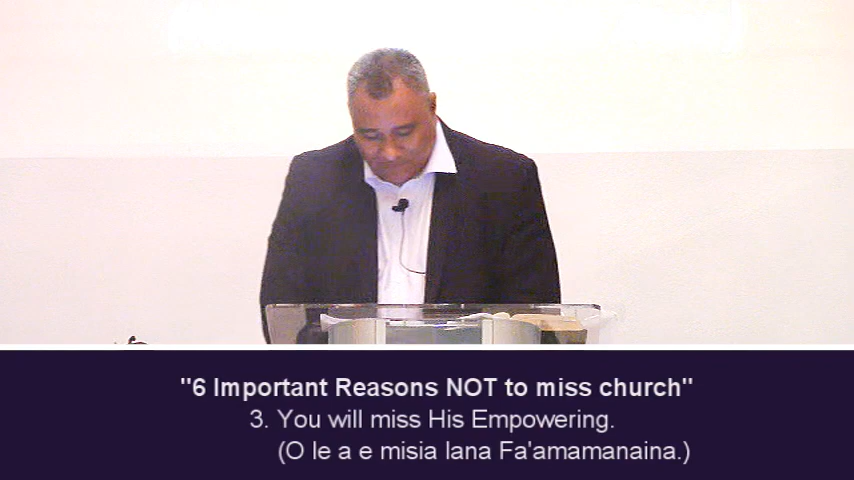 "6 Important Reasons NOT to miss church"
3. You will miss His Empowering.
(O le a e misia lana Fa'amamanaina.)